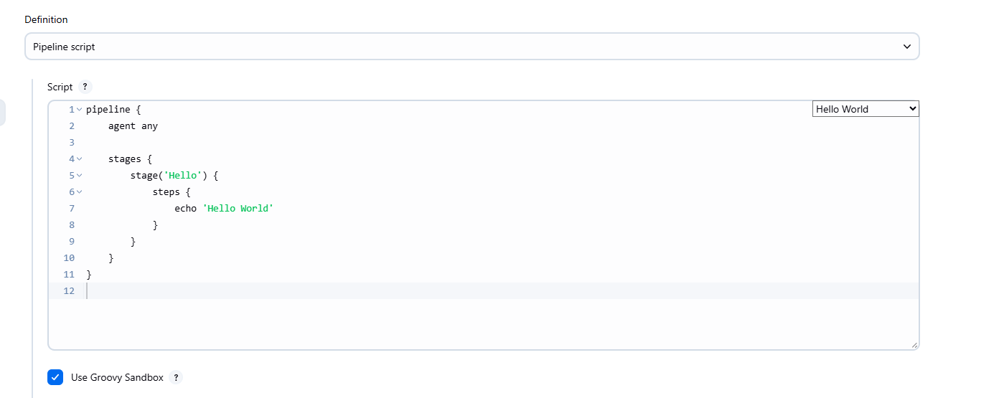 Definition
Pipeline script
Script ?
Hello World
1 pipeline {
2     agent any
3
4     stages {
5         stage('Hello') {
6             steps {
7                 echo 'Hello World'
8             }
9         }
10     }
11 }
12
Use Groovy Sandbox ?